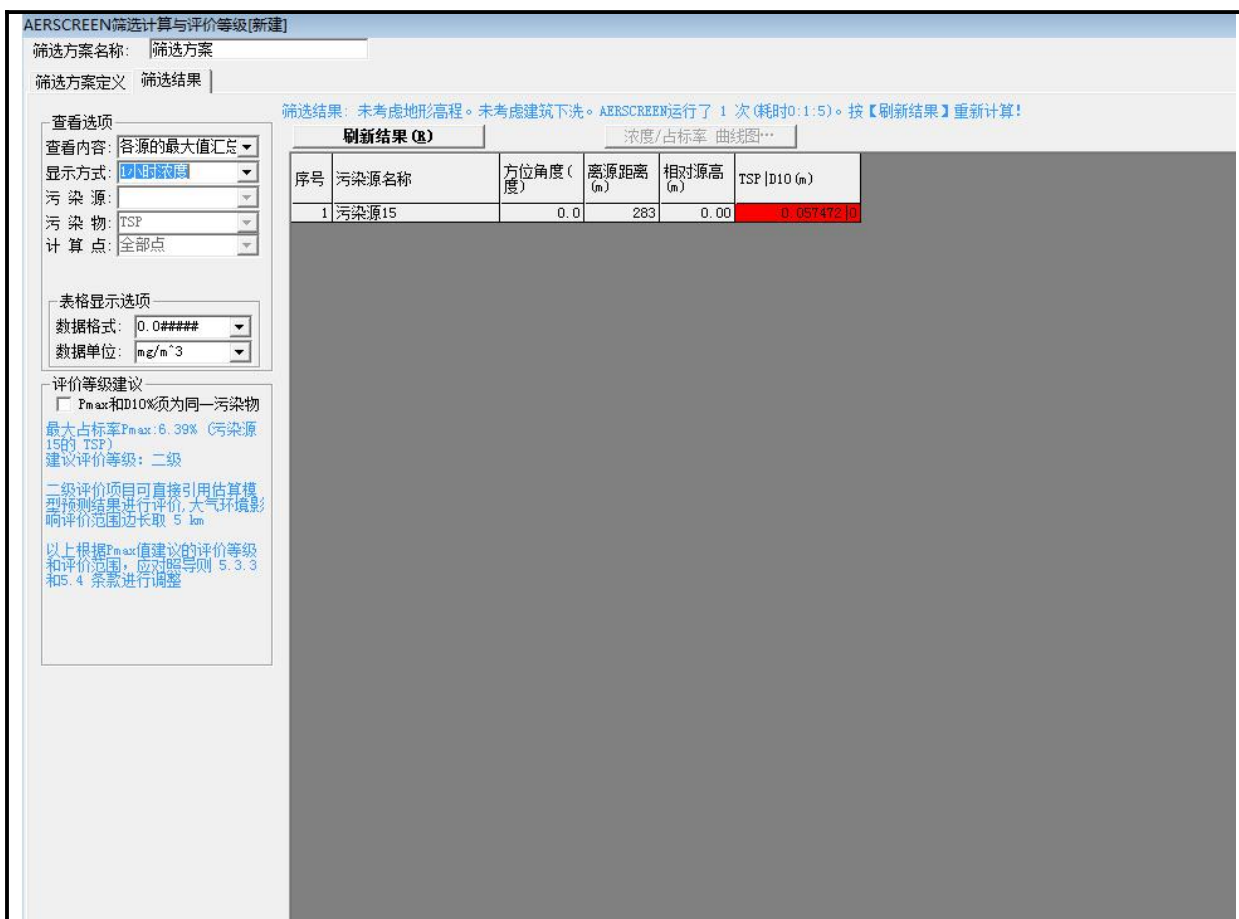 AERSCREEN筛选计算与评价等级[新建]
筛选方案名称: 筛选方案
筛选方案定义 筛选结果
筛选结果: 未考虑地形高程。未考虑建筑下洗。AERSCREEN运行了 1 次(耗时0:1:5)。按【刷新结果】重新计算!
查看选项
查看内容: 各源的最大值汇总
显示方式: 1小时浓度
污 染 源:
污 染 物: TSP
计 算 点: 全部点
表格显示选项
数据格式: 0.0#####
数据单位: mg/m^3
评价等级建议
Pmax和D10%须为同一污染物
最大占标率Pmax:6.39% (污染源
15的 TSP)
建议评价等级: 二级
二级评价项目可直接引用估算模
型预测结果进行评价,大气环境影
响评价范围边长取 5 km
以上根据Pmax值建议的评价等级
和评价范围, 应对照导则 5.3.3
和5.4 条款进行调整
刷新结果(R) 浓度/占标率 曲线图…
序号 污染源名称 方位角度(度) 离源距离(m) 相对源高(m) TSP|D10(m)
1 污染源15 0.0 283 0.00 0.057472|0